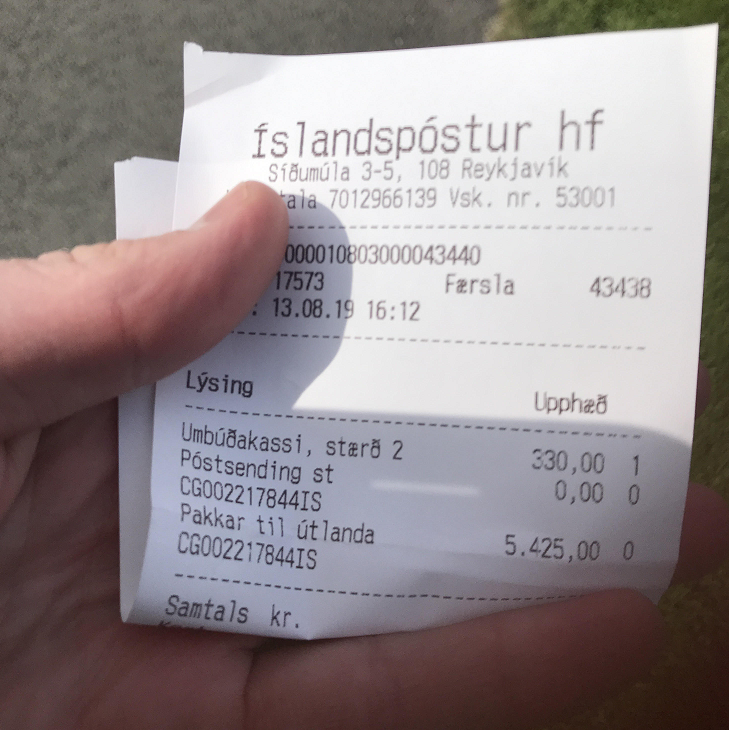 Íslandspóstur hf
Síðumúla 3-5, 108 Reykjavík
tala 7012966139 Vsk. nr. 53001
0000108803000043440
17573 Færsla 43438
: 13.08.19 16:12
Lýsing Upphæð
Umbúðakassi, stærð 2 330,00 1
Póstsending st 0,00 0
CG002217844IS
Pakkar til útlanda 5.425,00 0
CG002217844IS
Samtals kr.